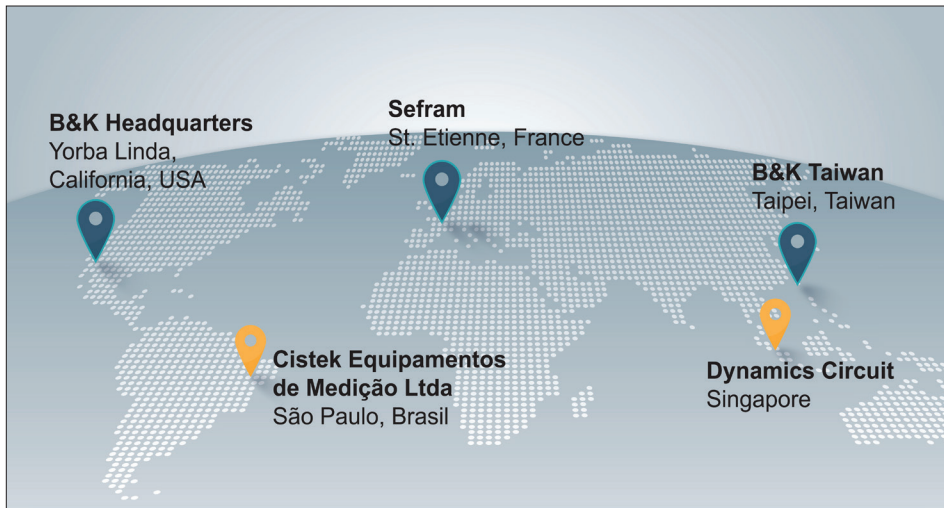 B&K Headquarters
Yorba Linda,
California, USA
Sefram
St. Etienne, France
B&K Taiwan
Taipei, Taiwan
Cistek Equipamentos
de Medição Ltda
São Paulo, Brasil
Dynamics Circuit
Singapore